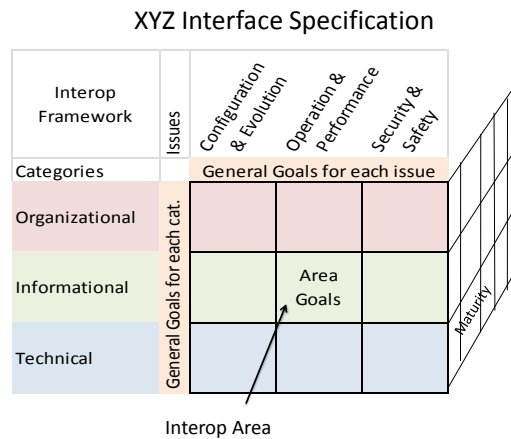 XYZ Interface Specification
Interop
Framework
Issues
Configuration
& Evolution
Operation &
Performance
Security &
Safety
Categories
General Goals for each issue
General Goals for each cat.
Organizational
Informational
Area
Goals
Technical
Maturity
Interop Area